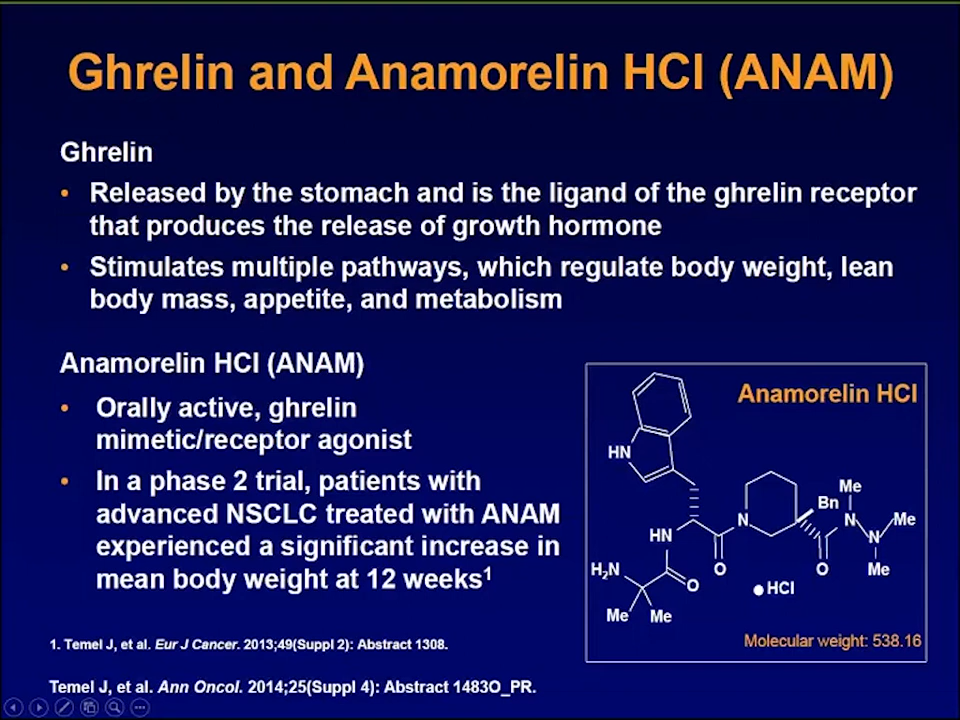 Ghrelin and Anamorelin HCl (ANAM)
Ghrelin
• Released by the stomach and is the ligand of the ghrelin receptor
that produces the release of growth hormone
• Stimulates multiple pathways, which regulate body weight, lean
body mass, appetite, and metabolism
Anamorelin HCl (ANAM)
• Orally active, ghrelin
mimetic/receptor agonist
• In a phase 2 trial, patients with
advanced NSCLC treated with ANAM
experienced a significant increase in
mean body weight at 12 weeks¹
Anamorelin HCl
HN
Me
Bn
N
N
Me
HN
N
H₂N
O
O
Me
O
HCl
Me
Me
Molecular weight: 538.16
1. Temel J, et al. Eur J Cancer. 2013;49(Suppl 2): Abstract 1308.
Temel J, et al. Ann Oncol. 2014;25(Suppl 4): Abstract 1483O_PR.